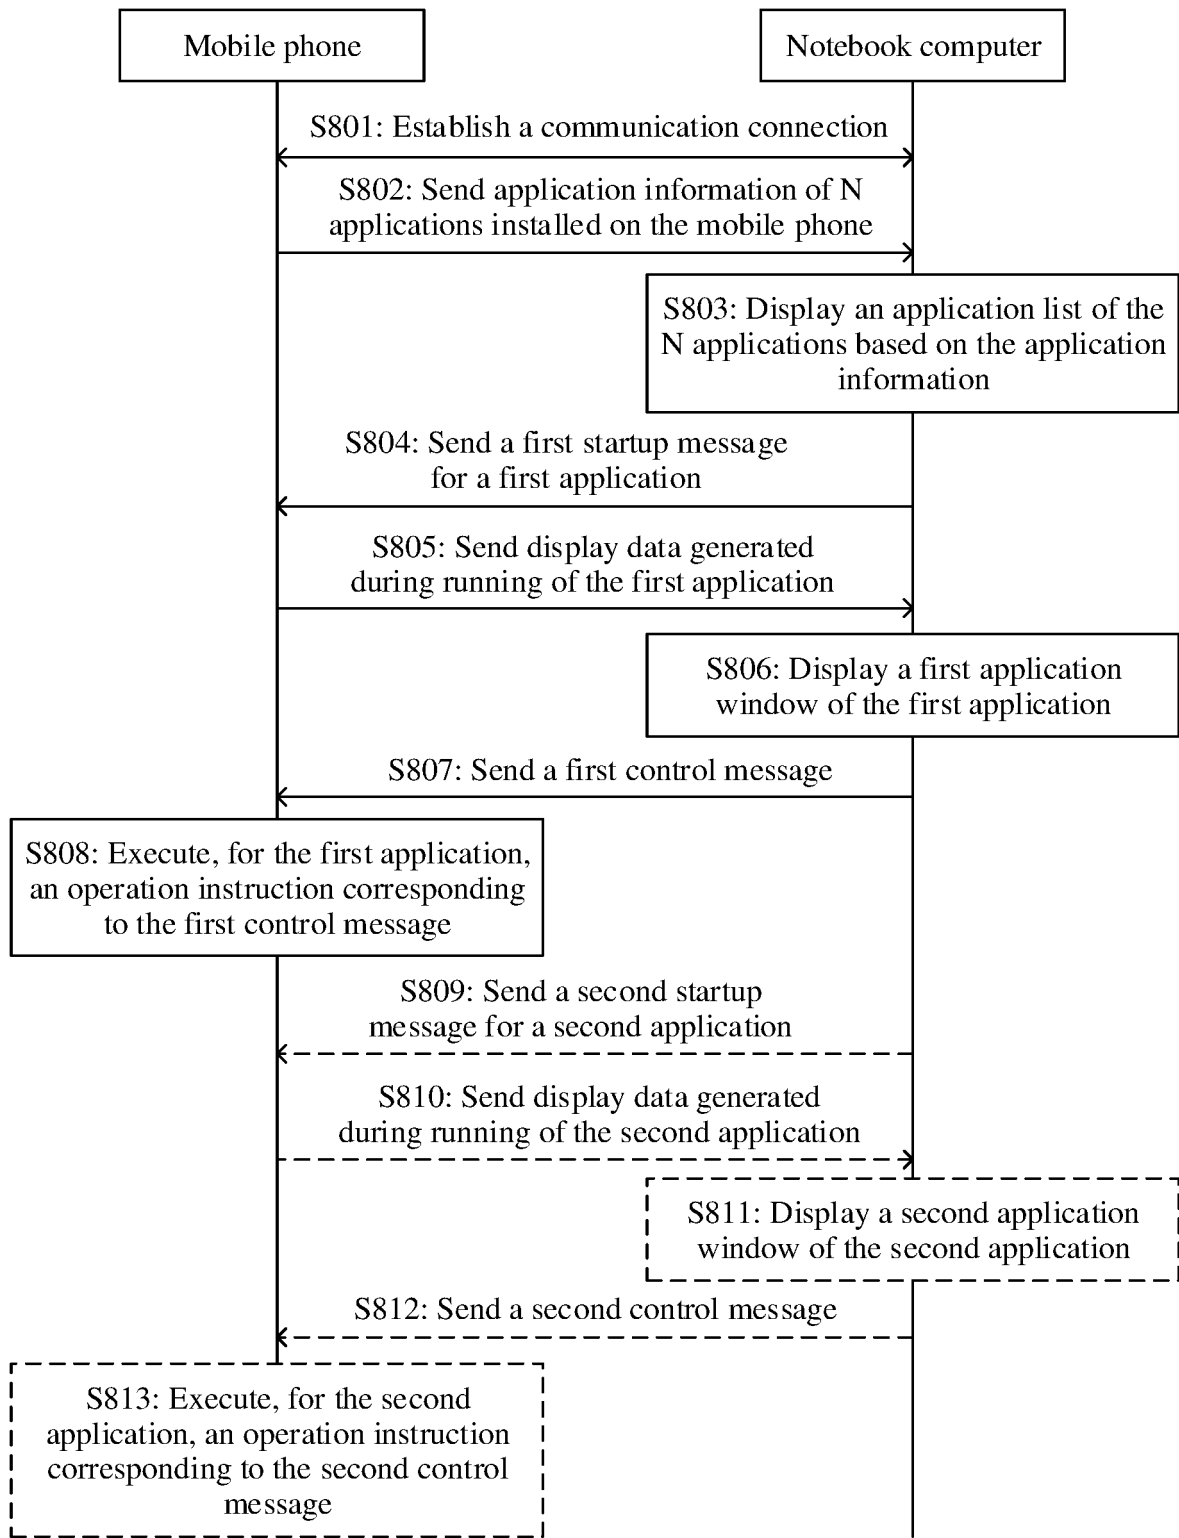 Mobile phone
Notebook computer
S801: Establish a communication connection
S802: Send application information of N
applications installed on the mobile phone
S803: Display an application list of the
N applications based on the application
information
S804: Send a first startup message
for a first application
S805: Send display data generated
during running of the first application
S806: Display a first application
window of the first application
S807: Send a first control message
S808: Execute, for the first application,
an operation instruction corresponding
to the first control message
S809: Send a second startup
message for a second application
S810: Send display data generated
during running of the second application
S811: Display a second application
window of the second application
S812: Send a second control message
S813: Execute, for the second
application, an operation instruction
corresponding to the second control
message